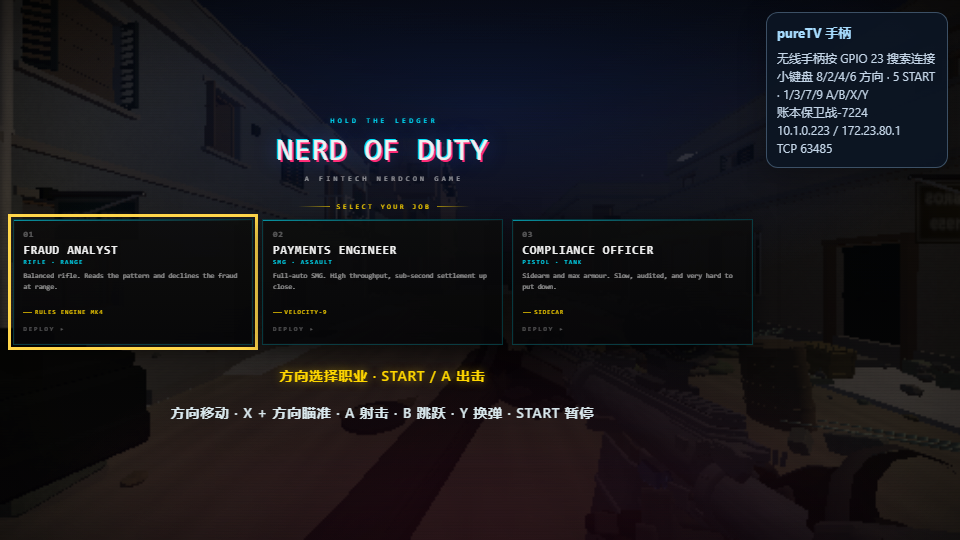 HOLD THE LEDGER
NERD OF DUTY
A FINTECH NERDCON GAME
SELECT YOUR JOB
01
FRAUD ANALYST
RIFLE · RANGE
Balanced rifle. Reads the pattern and declines the fraud
at range.
RULES ENGINE MK4
DEPLOY ▸
02
PAYMENTS ENGINEER
SMG · ASSAULT
Full-auto SMG. High throughput, sub-second settlement up
close.
VELOCITY-9
DEPLOY ▸
03
COMPLIANCE OFFICER
PISTOL · TANK
Sidearm and max armour. Slow, audited, and very hard to
put down.
SIDECAR
DEPLOY ▸
方向选择职业 · START / A 出击
方向移动 · X + 方向瞄准 · A 射击 · B 跳跃 · Y 换弹 · START 暂停
pureTV 手柄
无线手柄按 GPIO 23 搜索连接
小键盘 8/2/4/6 方向 · 5 START
· 1/3/7/9 A/B/X/Y
账本保卫战-7224
10.1.0.223 / 172.23.80.1
TCP 63485